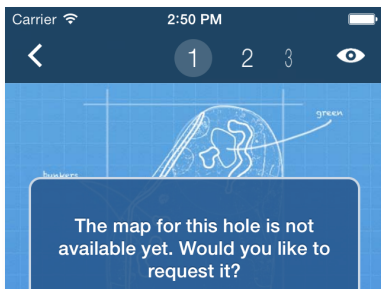 Carrier 2:50 PM
1 2 3
green
bunkers
The map for this hole is not
available yet. Would you like to
request it?